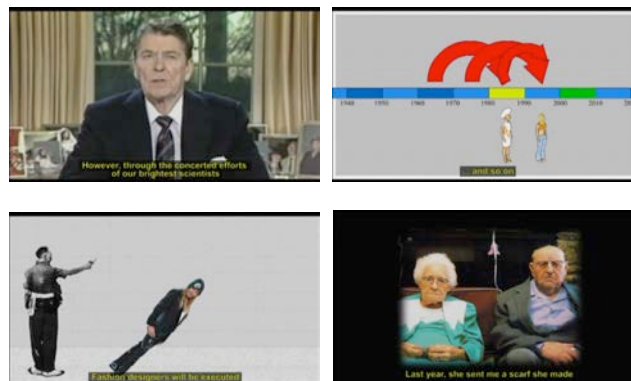 However, through the concerted efforts
of our brightest scientists
1940 1950 1960 1970 1980 1990 2000 2010
... and so on
Fashion designers will be executed
Last year, she sent me a scarf she made